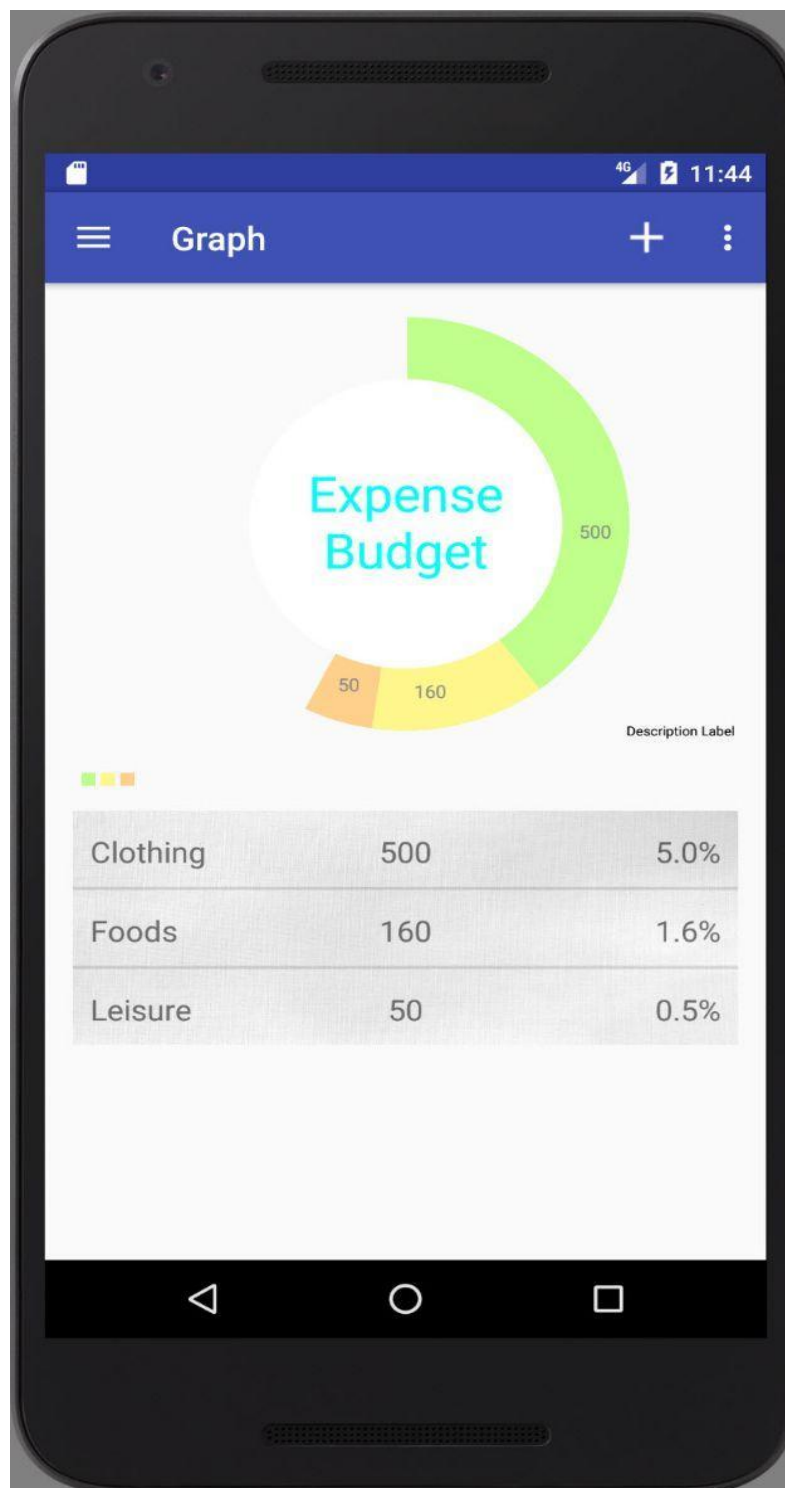 4G 11:44
Graph
Expense
Budget
500
50
160
Description Label
Clothing 500 5.0%
Foods 160 1.6%
Leisure 50 0.5%